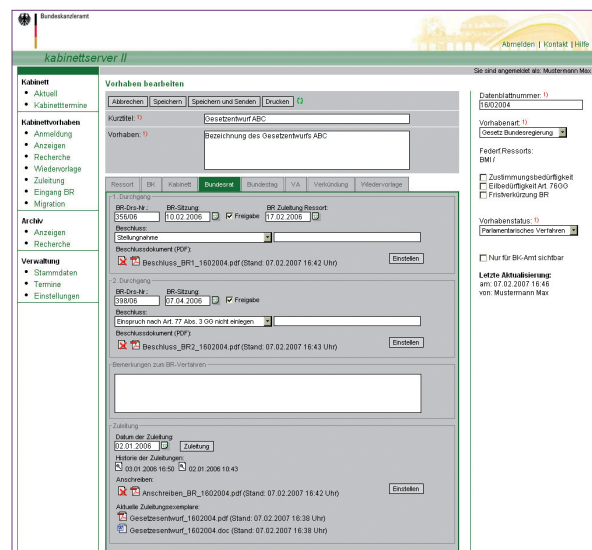 Bundeskanzleramt
Abmelden | Kontakt | Hilfe
kabinettserver II
Sie sind angemeldet als: Mustermann Max
Kabinett
• Aktuell
• Kabinetttermine
Kabinettvorhaben
• Anmeldung
• Anzeigen
• Recherche
• Wiedervorlage
• Zuleitung
• Eingang BR
• Migration
Archiv
• Anzeigen
• Recherche
Verwaltung
• Stammdaten
• Termine
• Einstellungen
Vorhaben bearbeiten
Abbrechen Speichern Speichern und Senden Drucken
Kurztitel: 1) Gesetzentwurf ABC
Vorhaben: 1) Bezeichnung des Gesetzentwurfs ABC
Ressort BK Kabinett Bundesrat Bundestag VA Verkündung Wiedervorlage
1. Durchgang
BR-Drs-Nr.: BR-Sitzung: BR Zuleitung Ressort:
356/06 10.02.2006 Freigabe 17.02.2006
Beschluss:
Stellungnahme
Beschlussdokument (PDF):
Beschluss_BR1_1602004.pdf (Stand: 07.02.2007 16:42 Uhr) Einstellen
2. Durchgang
BR-Drs-Nr.: BR-Sitzung:
398/06 07.04.2006 Freigabe
Beschluss:
Einspruch nach Art. 77 Abs. 3 GG nicht einlegen
Beschlussdokument (PDF):
Beschluss_BR2_1602004.pdf (Stand: 07.02.2007 16:43 Uhr) Einstellen
Bemerkungen zum BR-Verfahren
Zuleitung
Datum der Zuleitung:
02.01.2006 Zuleitung
Historie der Zuleitungen:
03.01.2006 16:50 02.01.2006 10:43
Anschreiben:
Anschreiben_BR_1602004.pdf (Stand: 07.02.2007 16:42 Uhr) Einstellen
Aktuelle Zuleitungsexemplare:
Gesetzesentwurf_1602004.pdf (Stand: 07.02.2007 16:38 Uhr)
Gesetzesentwurf_1602004.doc (Stand: 07.02.2007 16:38 Uhr)
Datenblattnummer: 1)
16/02004
Vorhabenart: 1)
Gesetz Bundesregierung
Federf.Ressorts:
BMI /
Zustimmungsbedürftigkeit
Eilbedürftigkeit Art. 76GG
Fristverkürzung BR
Vorhabenstatus: 1)
Parlamentarisches Verfahren
Nur für BK-Amt sichtbar
Letzte Aktualisierung:
am: 07.02.2007 16:46
von: Mustermann Max